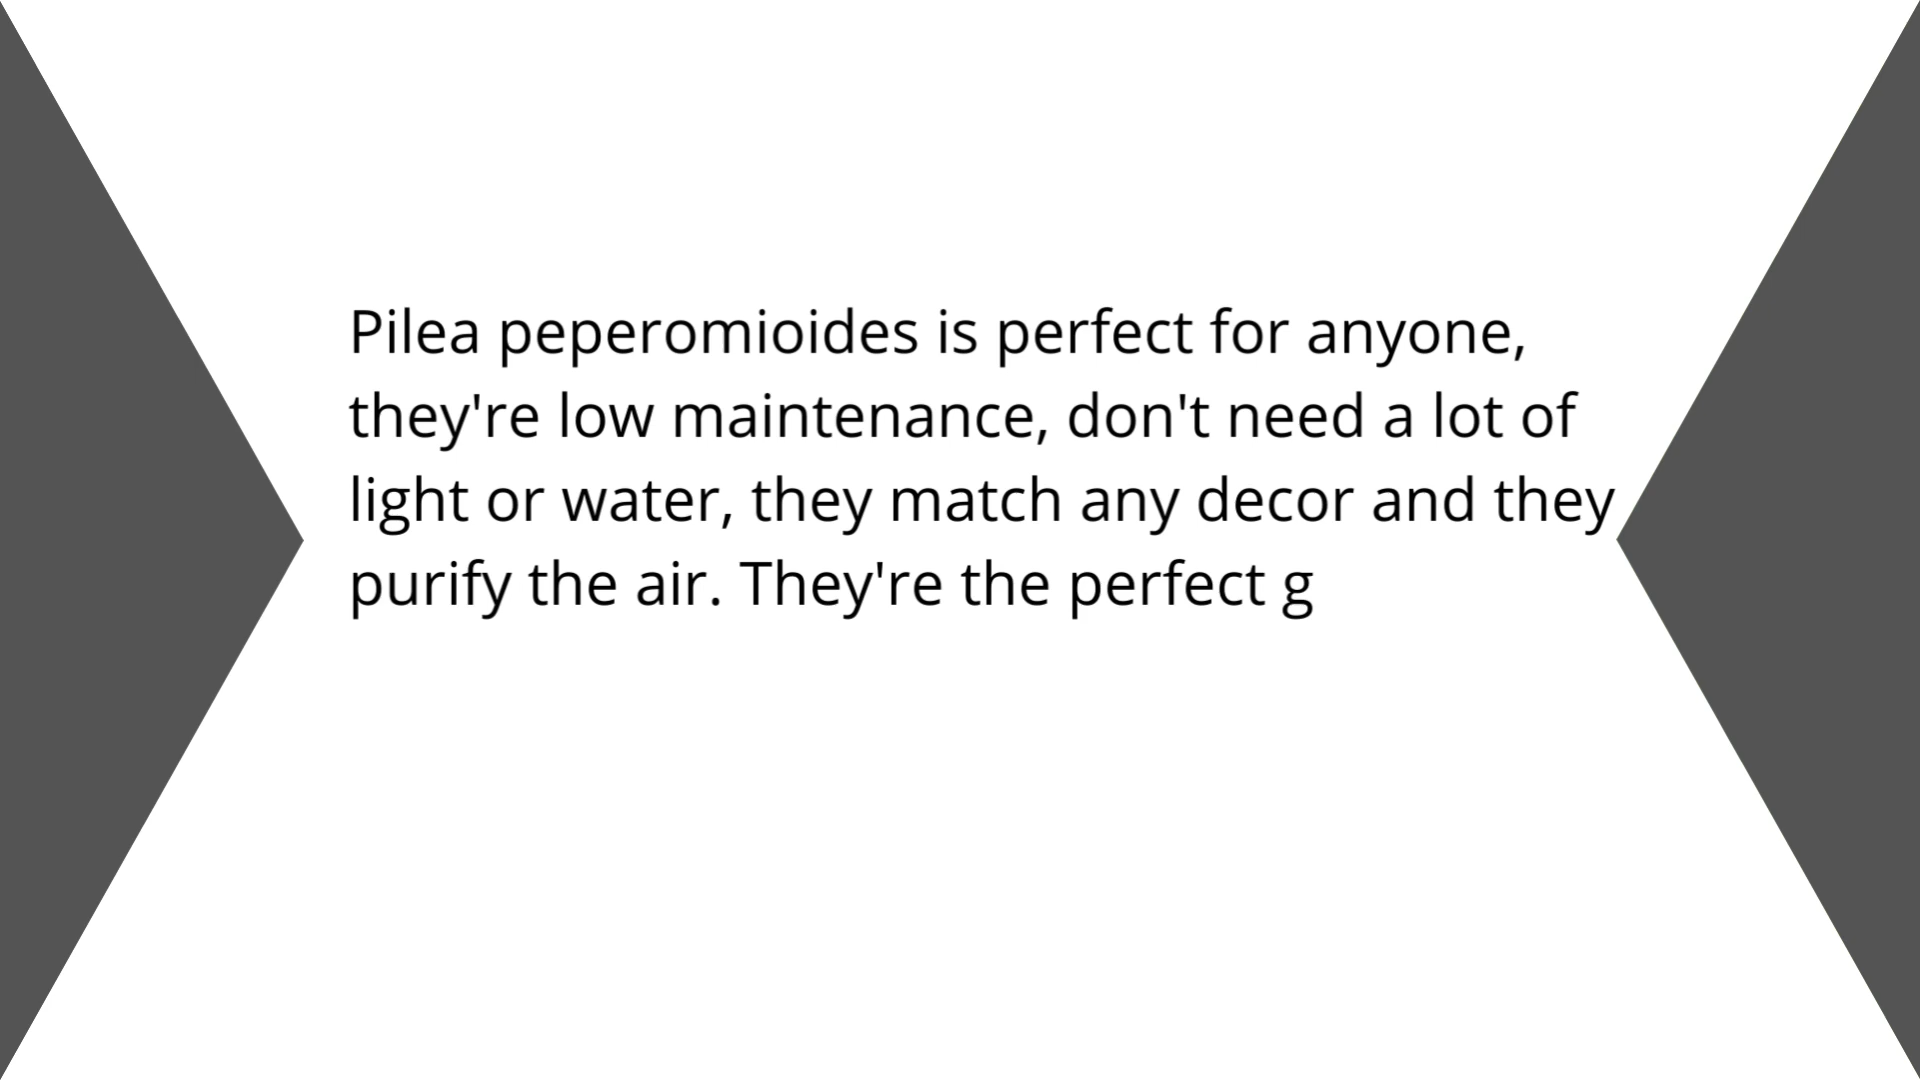 Pilea peperomioides is perfect for anyone,
they're low maintenance, don't need a lot of
light or water, they match any decor and they
purify the air. They're the perfect g